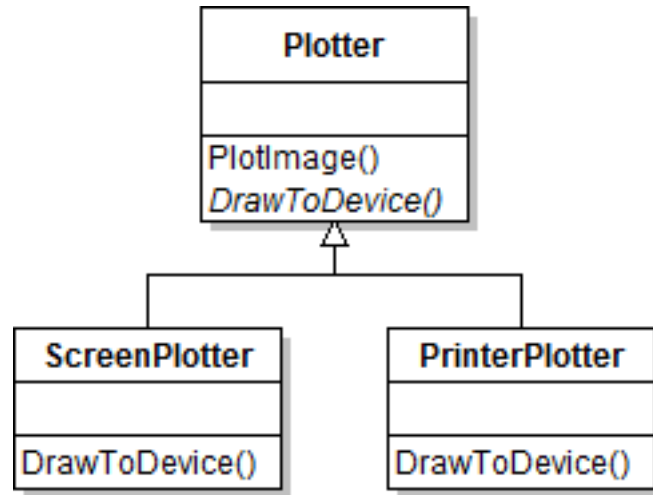 Plotter
PlotImage()
DrawToDevice()
ScreenPlotter
DrawToDevice()
PrinterPlotter
DrawToDevice()